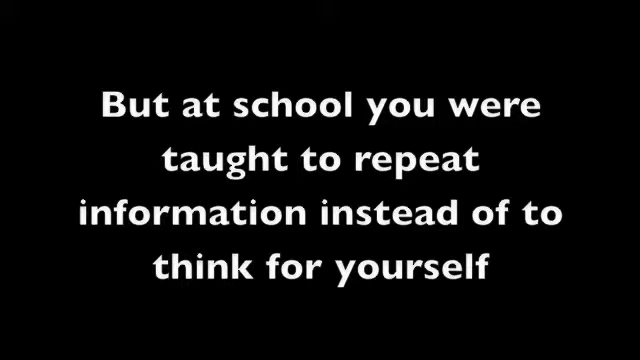 But at school you were
taught to repeat
information instead of to
think for yourself